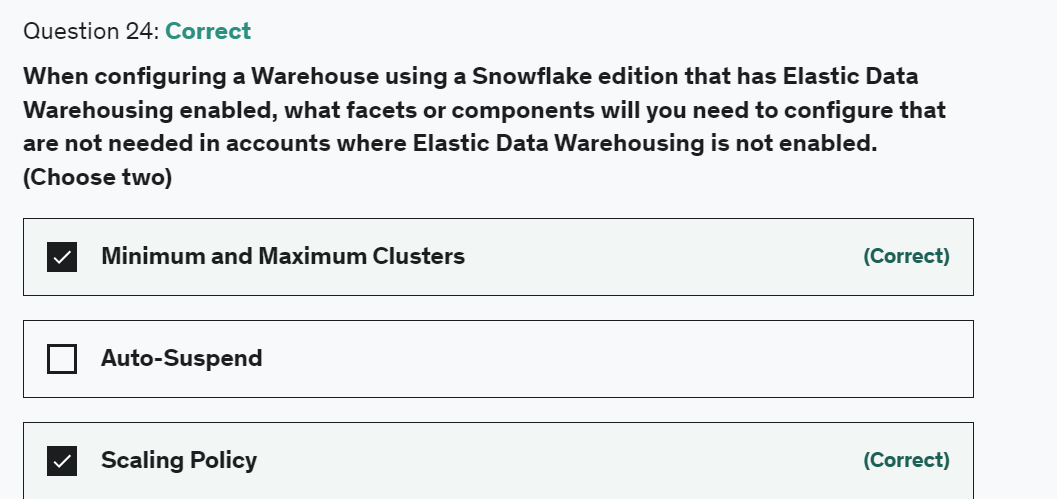 Question 24: Correct
When configuring a Warehouse using a Snowflake edition that has Elastic Data
Warehousing enabled, what facets or components will you need to configure that
are not needed in accounts where Elastic Data Warehousing is not enabled.
(Choose two)
Minimum and Maximum Clusters (Correct)
Auto-Suspend
Scaling Policy (Correct)